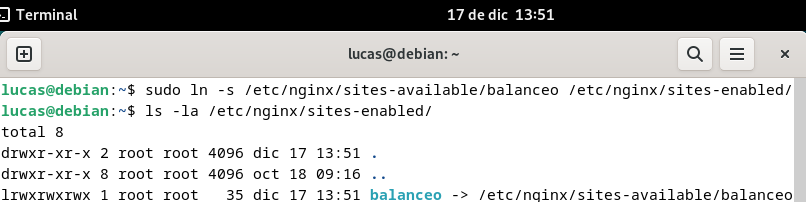 Terminal
17 de dic 13:51
lucas@debian: ~
lucas@debian:~$ sudo ln -s /etc/nginx/sites-available/balanceo /etc/nginx/sites-enabled/
lucas@debian:~$ ls -la /etc/nginx/sites-enabled/
total 8
drwxr-xr-x 2 root root 4096 dic 17 13:51 .
drwxr-xr-x 8 root root 4096 oct 18 09:16 ..
lrwxrwxrwx 1 root root   35 dic 17 13:51 balanceo -> /etc/nginx/sites-available/balanceo